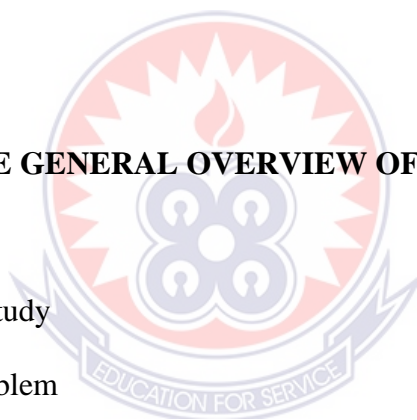 E GENERAL OVERVIEW OF
tudy
blem
EDUCATION FOR SERVICE